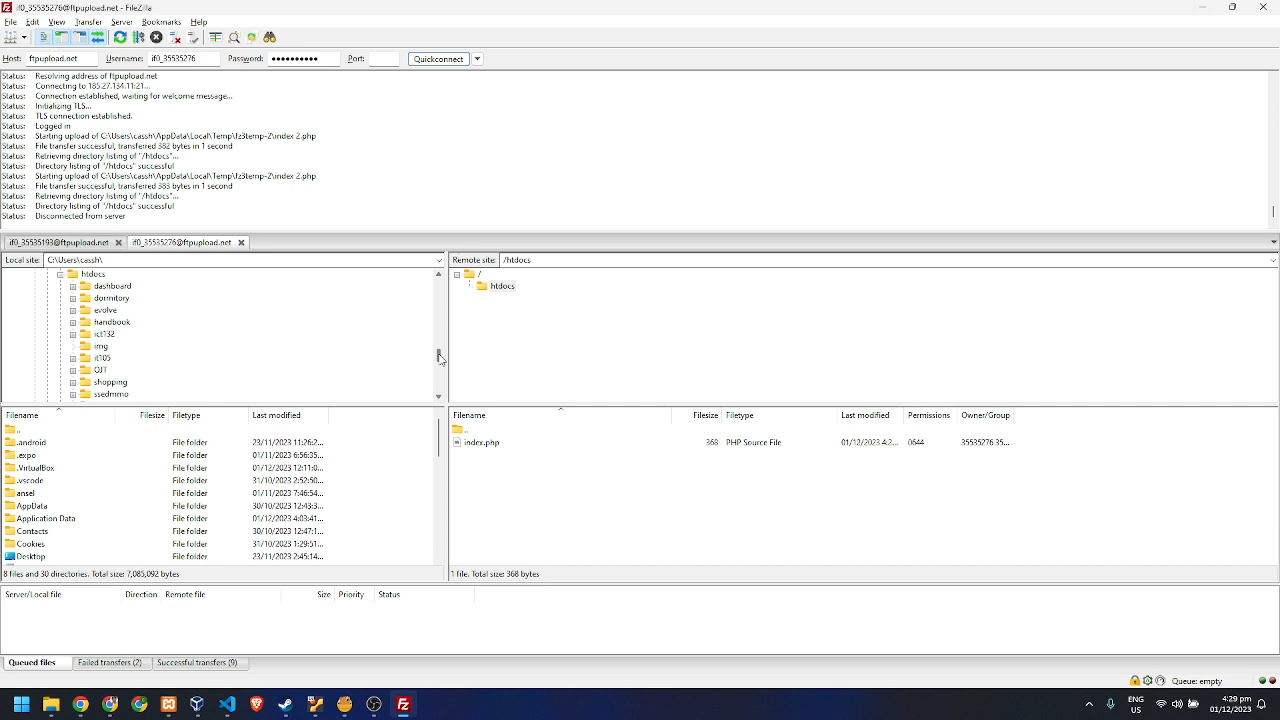 if0_35535276@ftpupload.net - FileZilla
File Edit View Transfer Server Bookmarks Help
Host: ftpupload.net Username: if0_35535276 Password: ●●●●●●●●●● Port: Quickconnect
Status: Resolving address of ftpupload.net
Status: Connecting to 185.27.134.11:21...
Status: Connection established, waiting for welcome message...
Status: Initializing TLS...
Status: TLS connection established.
Status: Logged in
Status: Starting upload of C:\Users\cassh\AppData\Local\Temp\fz3temp-2\index 2.php
Status: File transfer successful, transferred 382 bytes in 1 second
Status: Retrieving directory listing of "/htdocs"...
Status: Directory listing of "/htdocs" successful
Status: Starting upload of C:\Users\cassh\AppData\Local\Temp\fz3temp-2\index 2.php
Status: File transfer successful, transferred 383 bytes in 1 second
Status: Retrieving directory listing of "/htdocs"...
Status: Directory listing of "/htdocs" successful
Status: Disconnected from server
if0_35535193@ftpupload.net if0_35535276@ftpupload.net
Local site: C:\Users\cassh\
htdocs
dashboard
dormitory
evolve
handbook
ict132
img
it105
OJT
shopping
ssedmmo
Remote site: /htdocs
/
htdocs
Filename Filesize Filetype Last modified
..
.android File folder 23/11/2023 11:26:2...
.expo File folder 01/11/2023 6:56:35...
.VirtualBox File folder 01/12/2023 12:11:0...
.vscode File folder 31/10/2023 2:52:50...
ansel File folder 01/11/2023 7:46:54...
AppData File folder 30/10/2023 12:43:3...
Application Data File folder 01/12/2023 4:03:41...
Contacts File folder 30/10/2023 12:47:1...
Cookies File folder 31/10/2023 1:29:51...
Desktop File folder 23/11/2023 2:45:14...
8 files and 30 directories. Total size: 7,085,092 bytes
Filename Filesize Filetype Last modified Permissions Owner/Group
..
index.php 368 PHP Source File 01/12/2023 4:2... 0644 35535276 35...
1 file. Total size: 368 bytes
Server/Local file Direction Remote file Size Priority Status
Queued files Failed transfers (2) Successful transfers (9)
Queue: empty
ENG
US
4:29 pm
01/12/2023